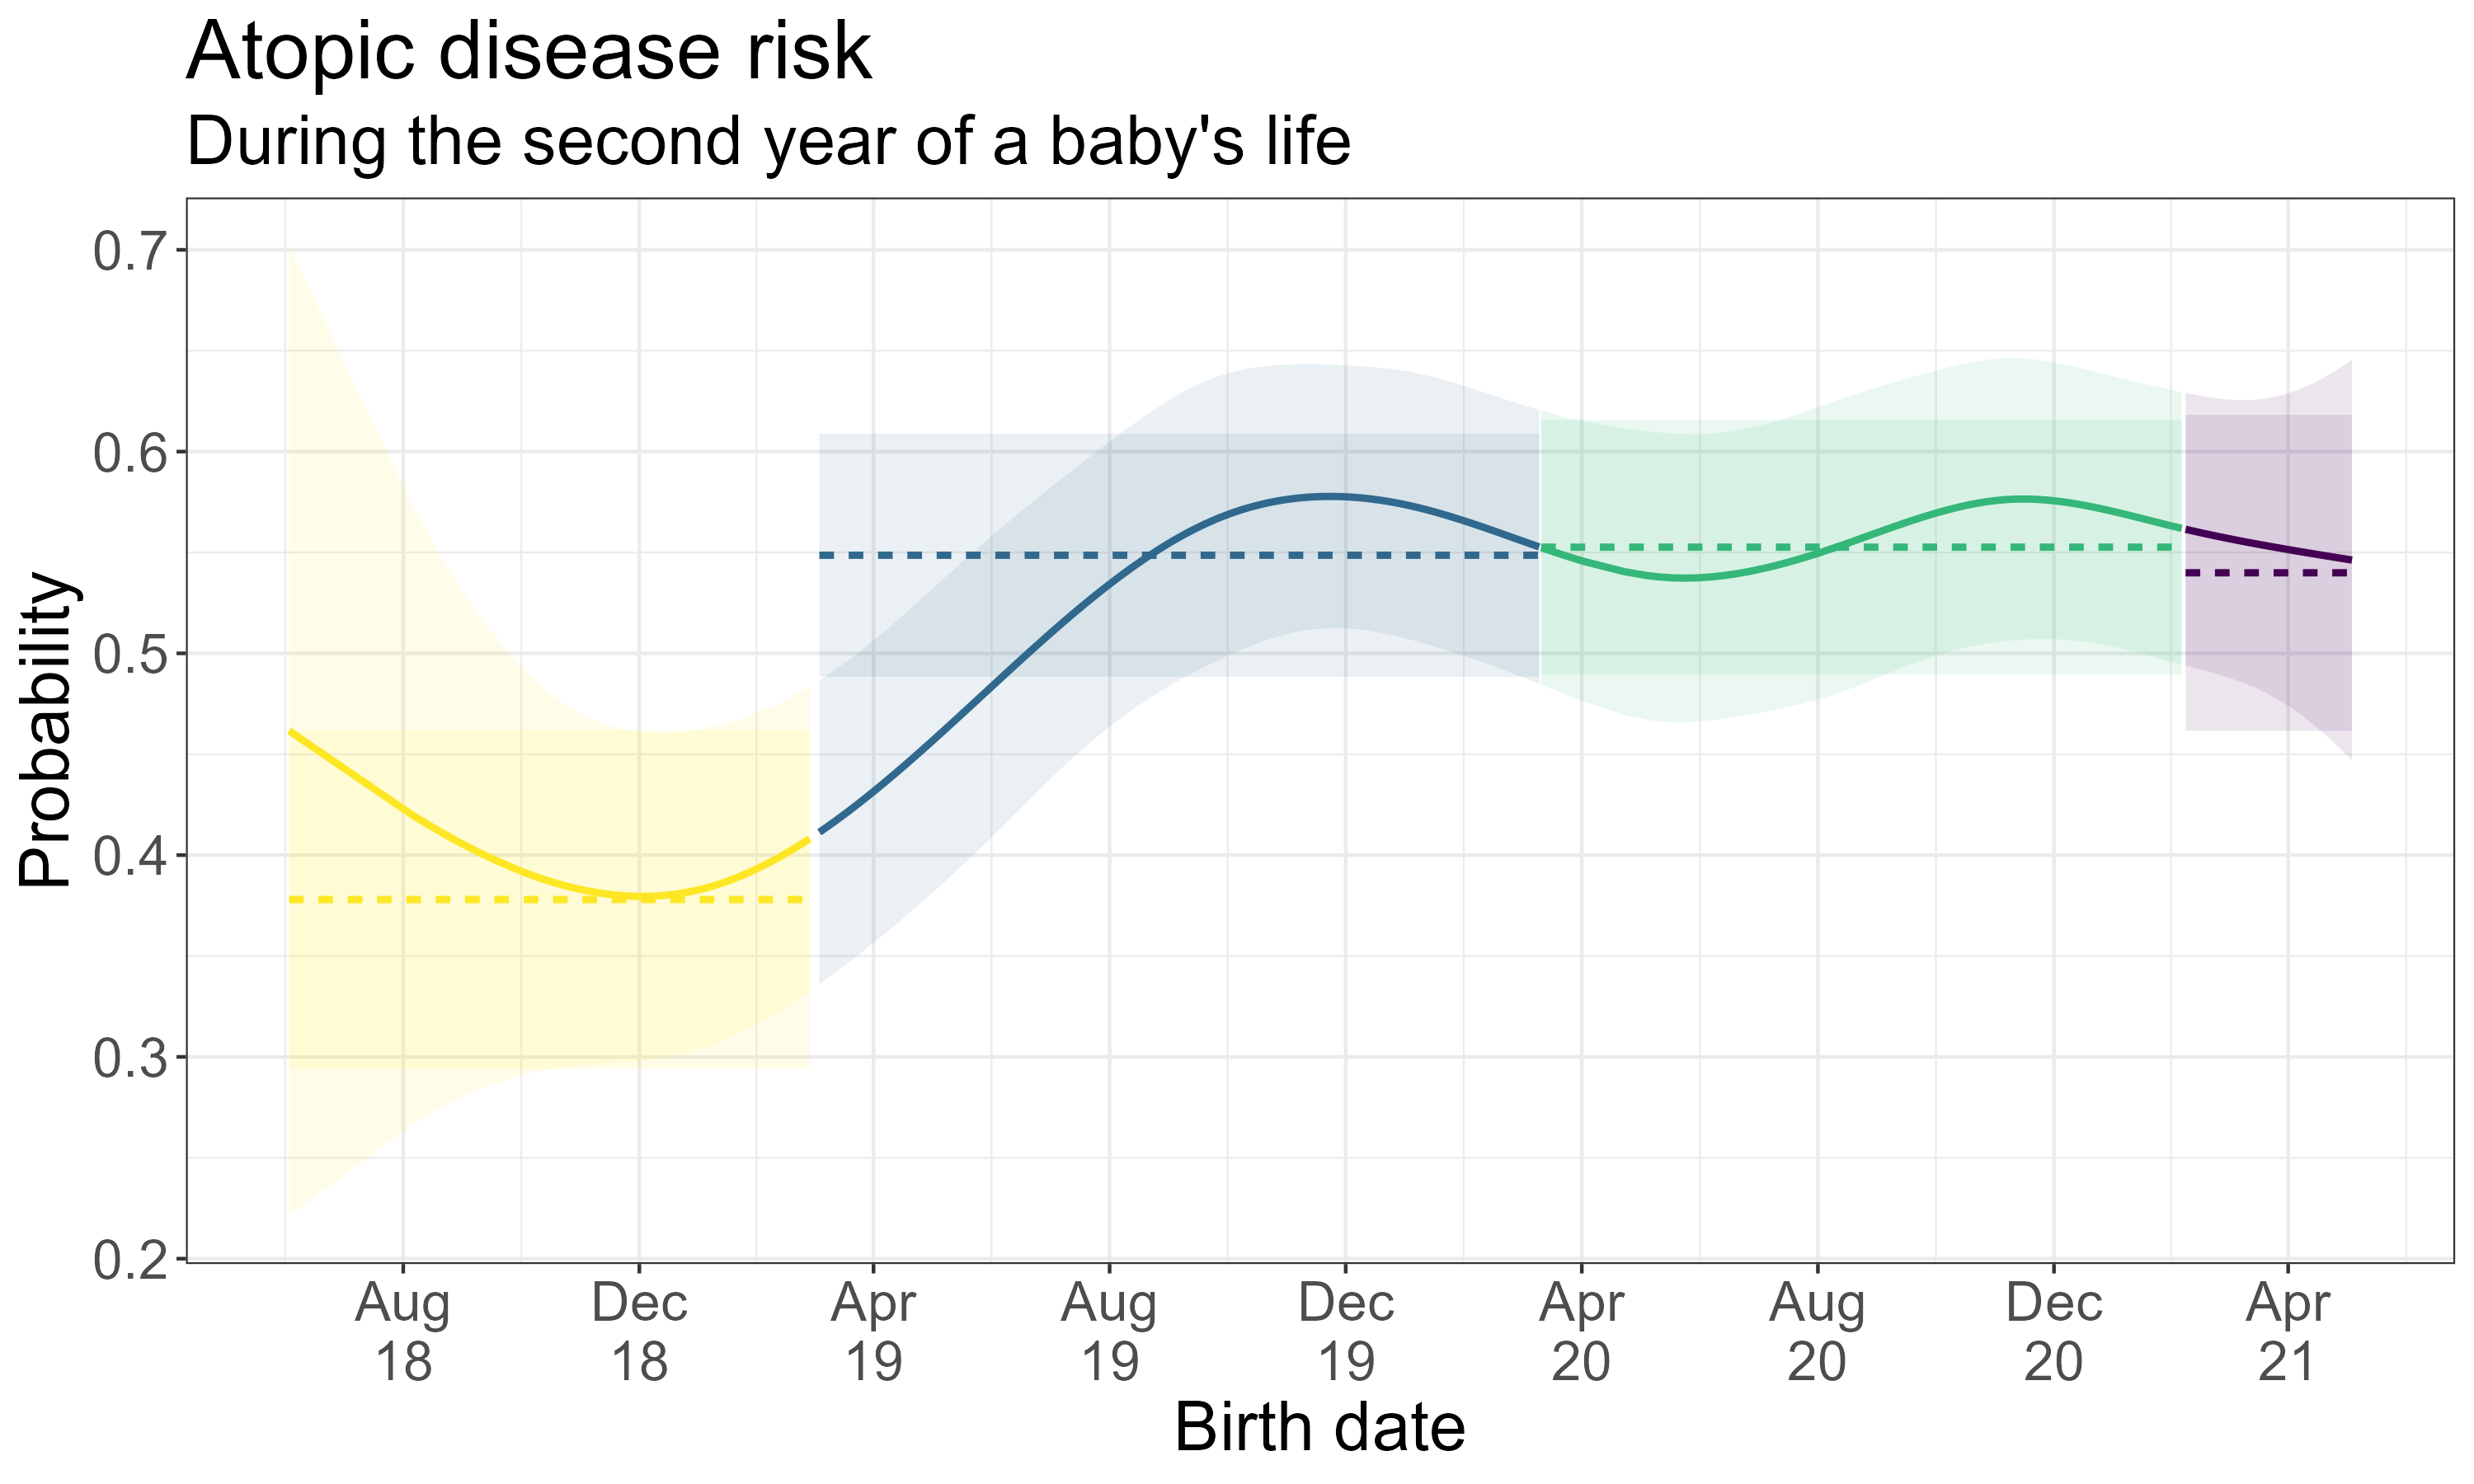 Atopic disease risk
During the second year of a baby's life
Probability
0.7
0.6
0.5
0.4
0.3
0.2
Aug 18
Dec 18
Apr 19
Aug 19
Dec 19
Apr 20
Aug 20
Dec 20
Apr 21
Birth date